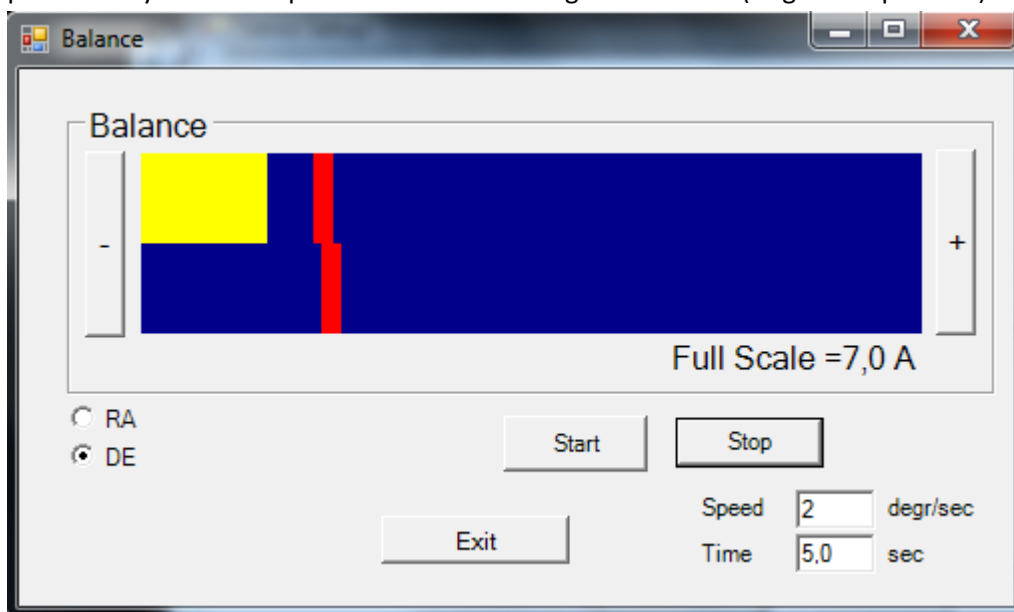 Balance
Balance
-
+
Full Scale =7,0 A
RA
DE
Start
Stop
Speed 2 degr/sec
Time 5,0 sec
Exit